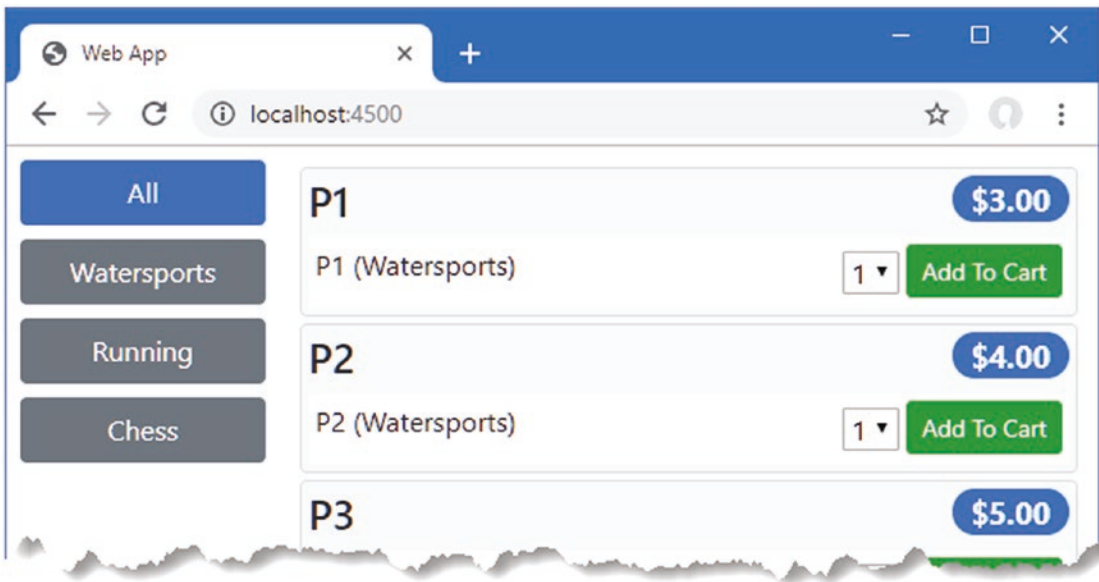 Web App
localhost:4500
All
Watersports
Running
Chess
P1
$3.00
P1 (Watersports)
1
Add To Cart
P2
$4.00
P2 (Watersports)
1
Add To Cart
P3
$5.00